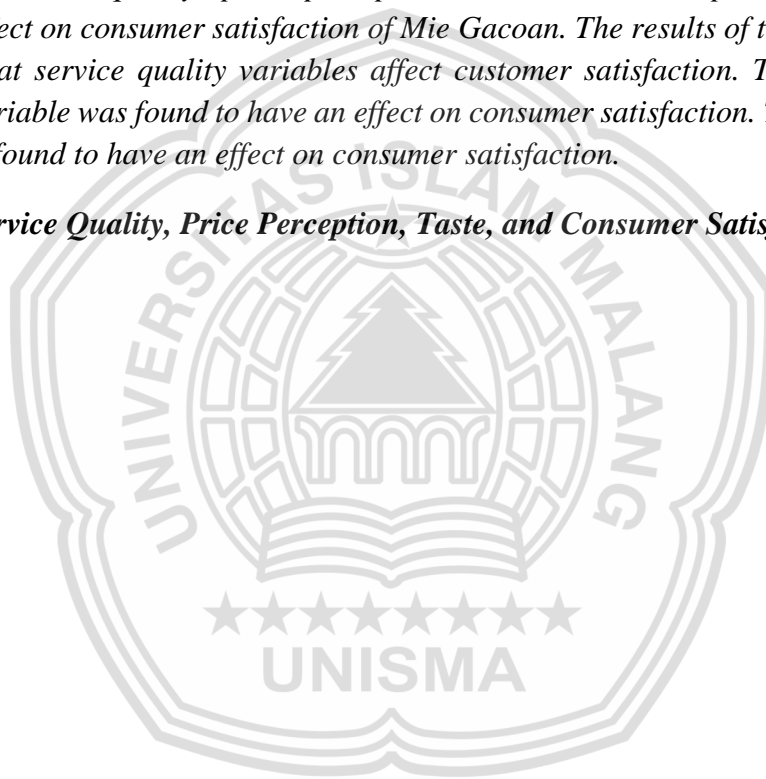 ect on consumer satisfaction of Mie Gacoan. The results of t
at service quality variables affect customer satisfaction. T
riable was found to have an effect on consumer satisfaction. T
found to have an effect on consumer satisfaction.
rvice Quality, Price Perception, Taste, and Consumer Satis
UNIVERSITAS ISLAM MALANG
UNISMA